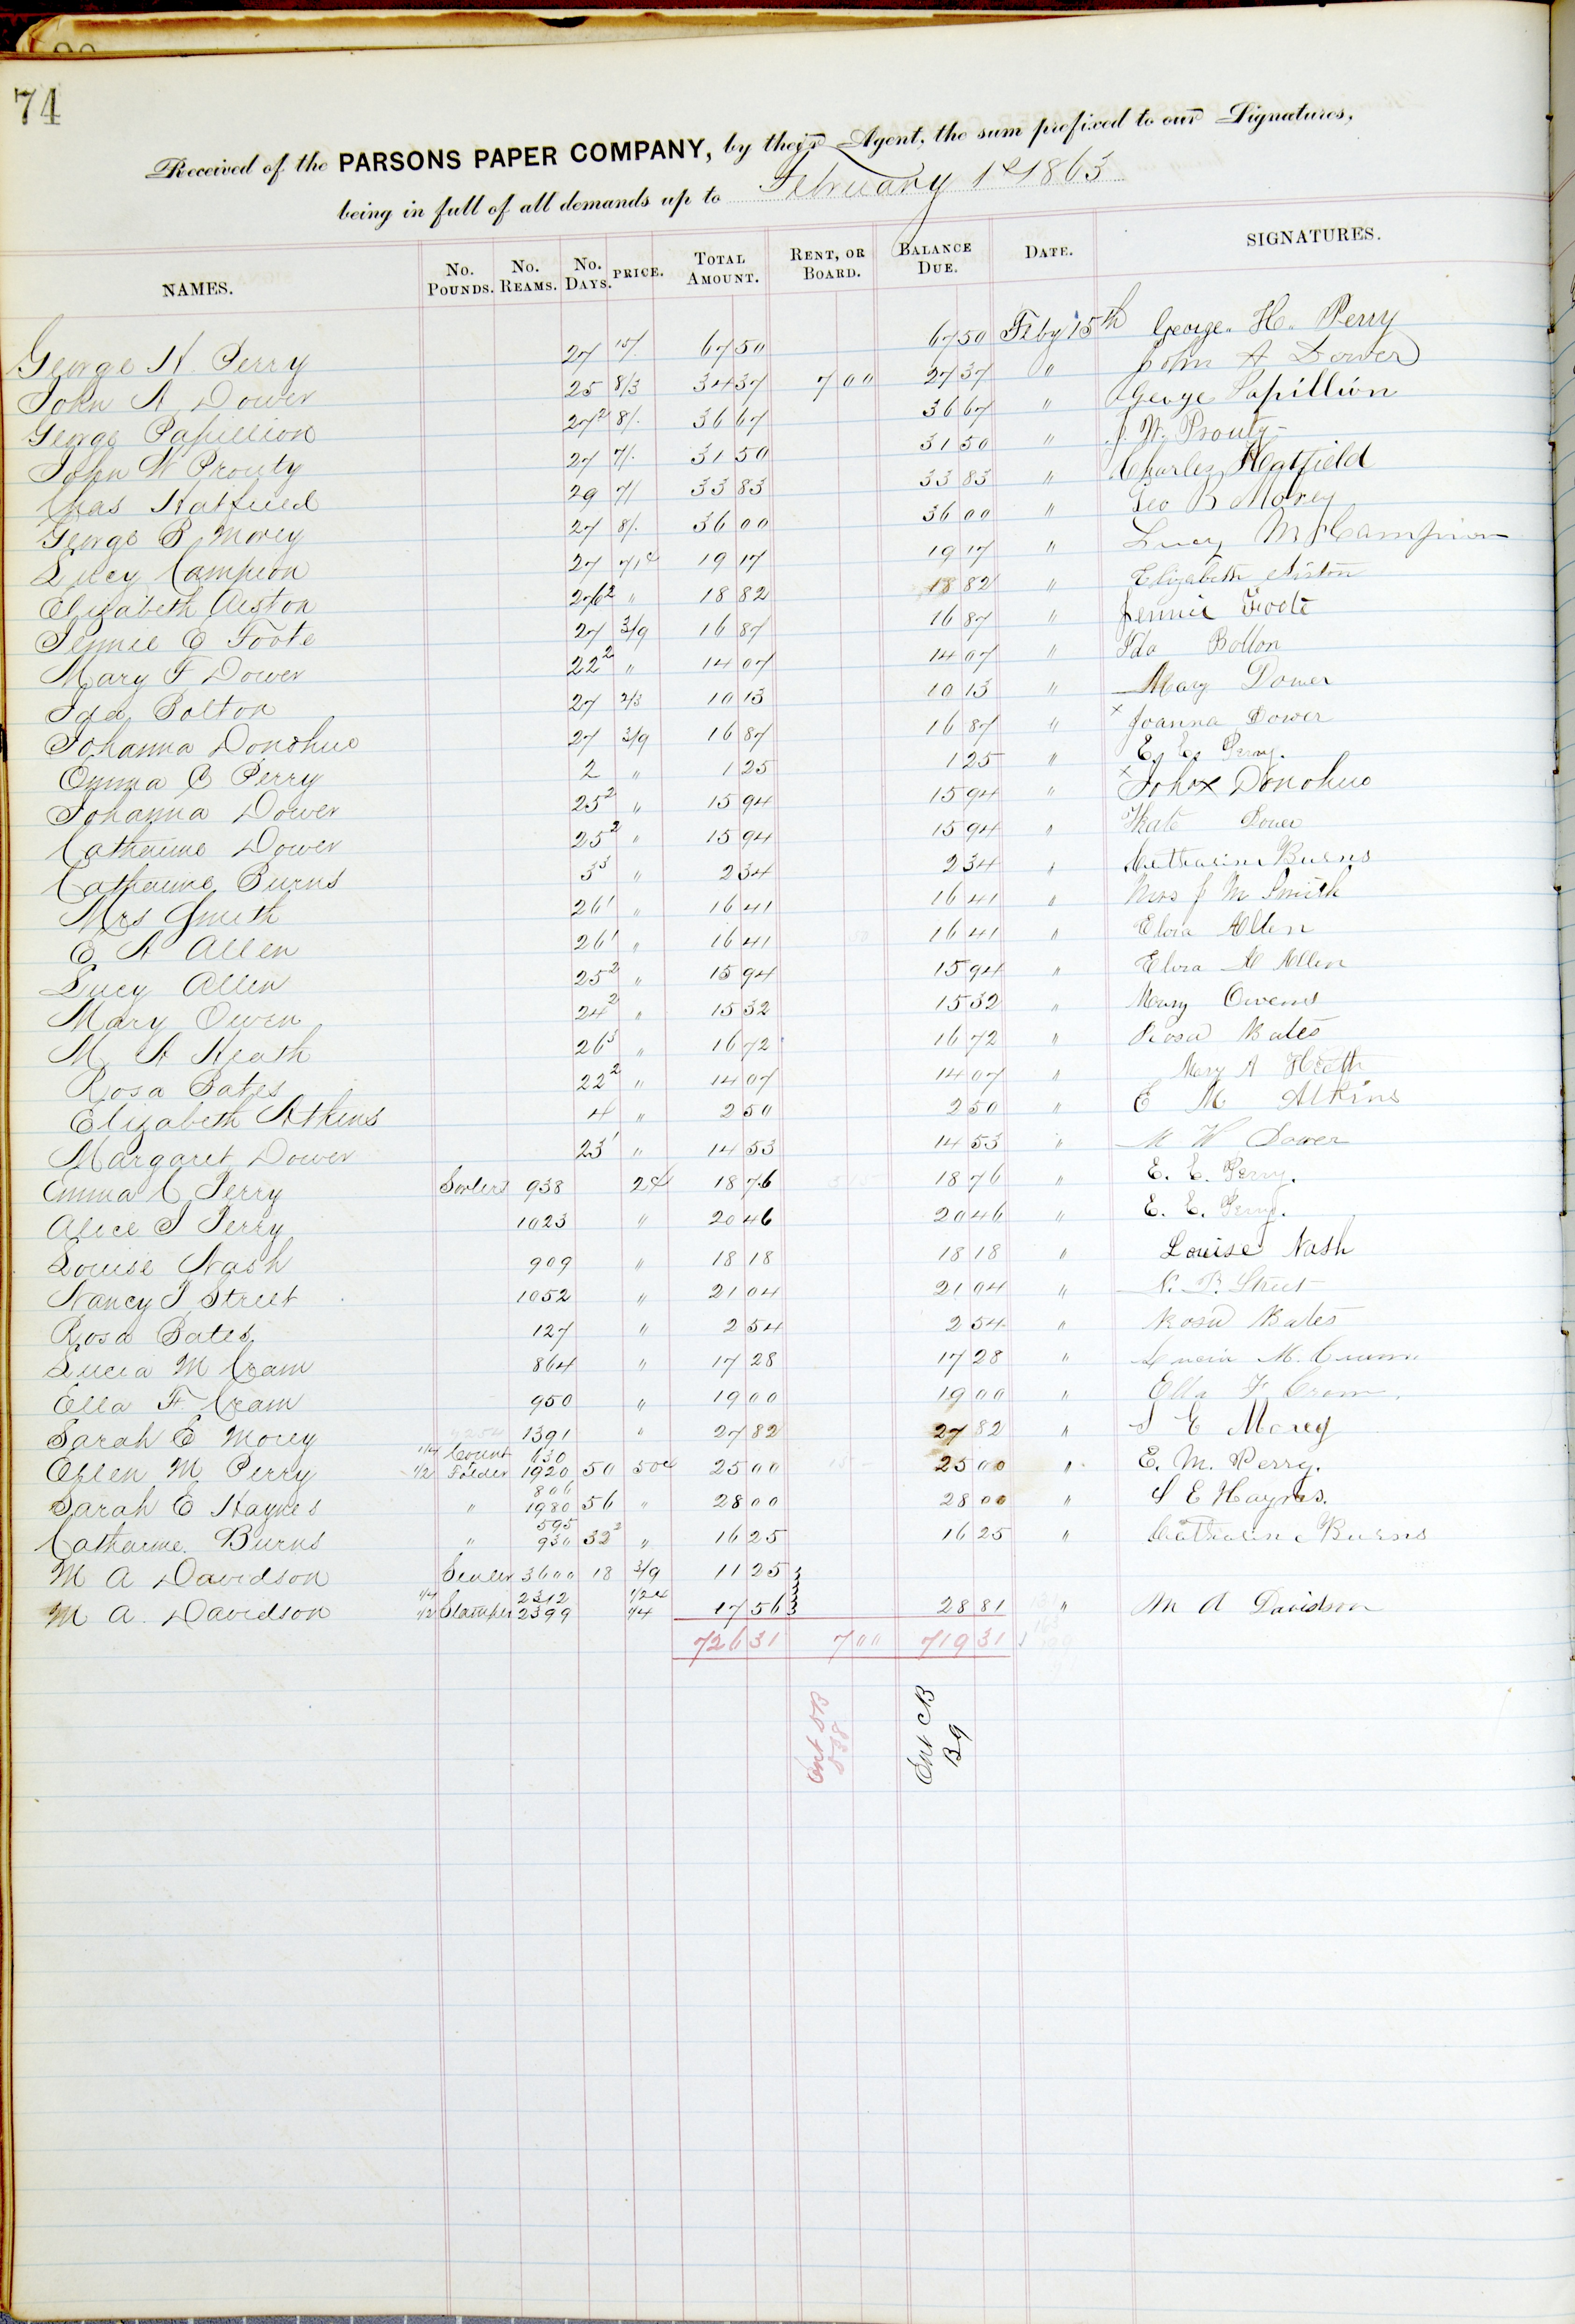 74
Received of the PARSONS PAPER COMPANY, by their Agent, the sum prefixed to our Signatures,
being in full of all demands up to February 1st 1863
NAMES. No. Pounds. No. Reams. No. Days. PRICE. Total Amount. Rent, or Board. Balance Due. Date. SIGNATURES.
George H. Perry 27 15/. 67 50 67 50 Feby 15th George. H. Perry
John A Dower 25 8/3 34 37 7 00 27 37 " John A Dower
George Papillion 27 2 8/. 36 67 36 67 " George Papillion
John W Prouty 27 7/. 31 50 31 50 " J. W. Prouty
Chas Hatfield 29 7/ 33 83 33 83 " Charles Hatfield
George B Morey 27 8/. 36 00 36 00 " Geo B Morey
Lucy Campion 27 71c 19 17 19 17 " Lucy M Campion
Elizabeth Aiston 26 2 " 18 82 18 82 " Elizabeth Aiston
Jennie E Foote 27 3/9 16 87 16 87 " Jennie Foote
Mary F Dower 22 2 " 14 07 14 07 " Ida Bolton
Ida Bolton 27 2/3 10 13 10 13 " Mary Dower
Johanna Donohue 27 3/9 16 87 16 87 " x Joanna Dower
Emma C Perry 2 " 1 25 1 25 " E. E. Perry.
Johanna Dower 25 2 " 15 94 15 94 " x Joh x Donohue
Catharine Dower 25 2 " 15 94 15 94 " Kate Dower
Catharine Burns 3 3 " 2 34 2 34 " Catharine Burns
Mrs Smith 26 1 " 16 41 16 41 " Mrs J M Smith
E A Allen 26 1 " 16 41 16 41 " Elvia Allen
Lucy Allen 25 2 " 15 94 15 94 " Elvia A Allen
Mary Owen 24 2 " 15 32 15 32 " Mary Owens
M A Heath 26 3 " 16 72 16 72 " Rosa Bates
Rosa Bates 22 2 " 14 07 14 07 " Mary A Heath
Elizabeth Atkins 4 " 2 50 2 50 " E M Atkins
Margaret Dower 23 1 " 14 53 14 53 " M W Dower
Emma C Perry Sorters 938 2c 18 76 18 76 " E. E. Perry.
Alice J Perry 1023 " 20 46 20 46 " E. E. Perry.
Louise Nash 909 " 18 18 18 18 " Louise Nash
Nancy P Street 1052 " 21 04 21 04 " N. P. Street
Rosa Bates 127 " 2 54 2 54 " Rosa Bates
Lucia M Cram 864 " 17 28 17 28 " Lucia M. Cram
Ella F Cram 950 " 19 00 19 00 " Ella F Cram.
Sarah E Morey 1391 " 27 82 27 82 " S E Morey
1/4 Count 630
Ellen M Perry 1/2 Folder 1920 50 50c 25 00 25 00 " E. M. Perry.
806
Sarah E Haynes " 1980 56 " 28 00 28 00 " S E Haynes.
595
Catharine Burns " 930 32 2 " 16 25 16 25 " Catharine Burns
M A Davidson Sealer 3600 18 3/9 11 25
1/4 2312 1/2c
M A Davidson 1/2 Stamper 2399 1/4 17 56 28 81 " M A Davidson
726 31 7 00 719 31
Ent DB
538
Ent CB
B9